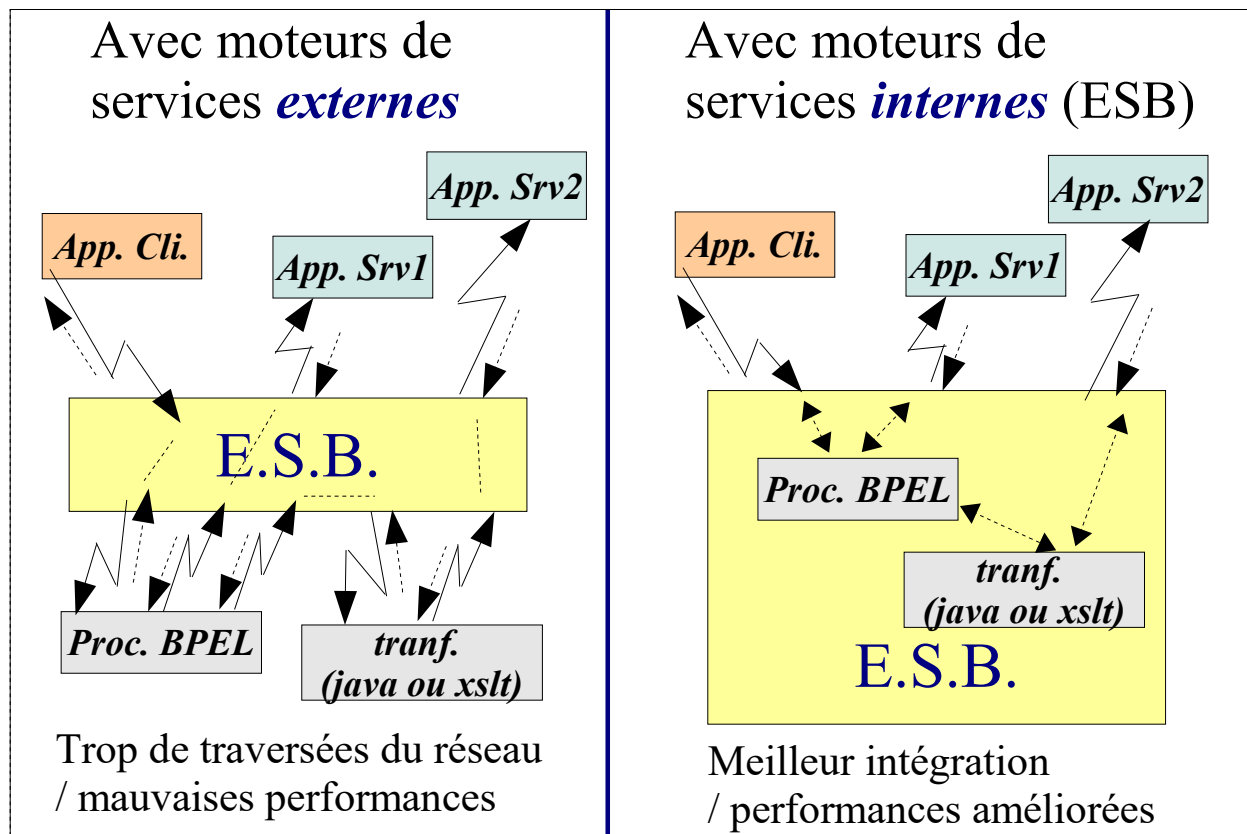 Avec moteurs de
services externes
App. Srv2
App. Cli.
App. Srv1
E.S.B.
Proc. BPEL
tranf.
(java ou xslt)
Trop de traversées du réseau
/ mauvaises performances
Avec moteurs de
services internes (ESB)
App. Srv2
App. Cli.
App. Srv1
Proc. BPEL
tranf.
(java ou xslt)
E.S.B.
Meilleur intégration
/ performances améliorées